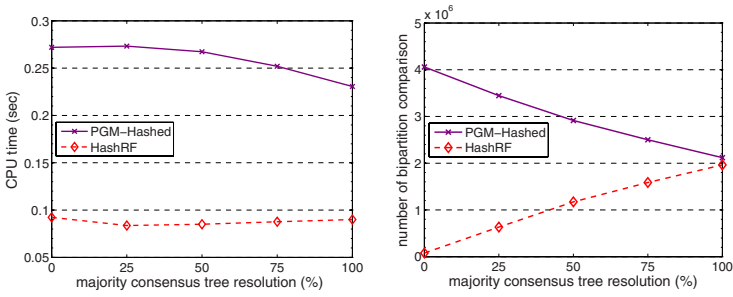 0.3
0.25
0.2
0.15
0.1
0.05
CPU time (sec)
PGM-Hashed
HashRF
0 25 50 75 100
majority consensus tree resolution (%)
5 x 10^6
4
3
2
1
0
number of bipartition comparison
PGM-Hashed
HashRF
0 25 50 75 100
majority consensus tree resolution (%)